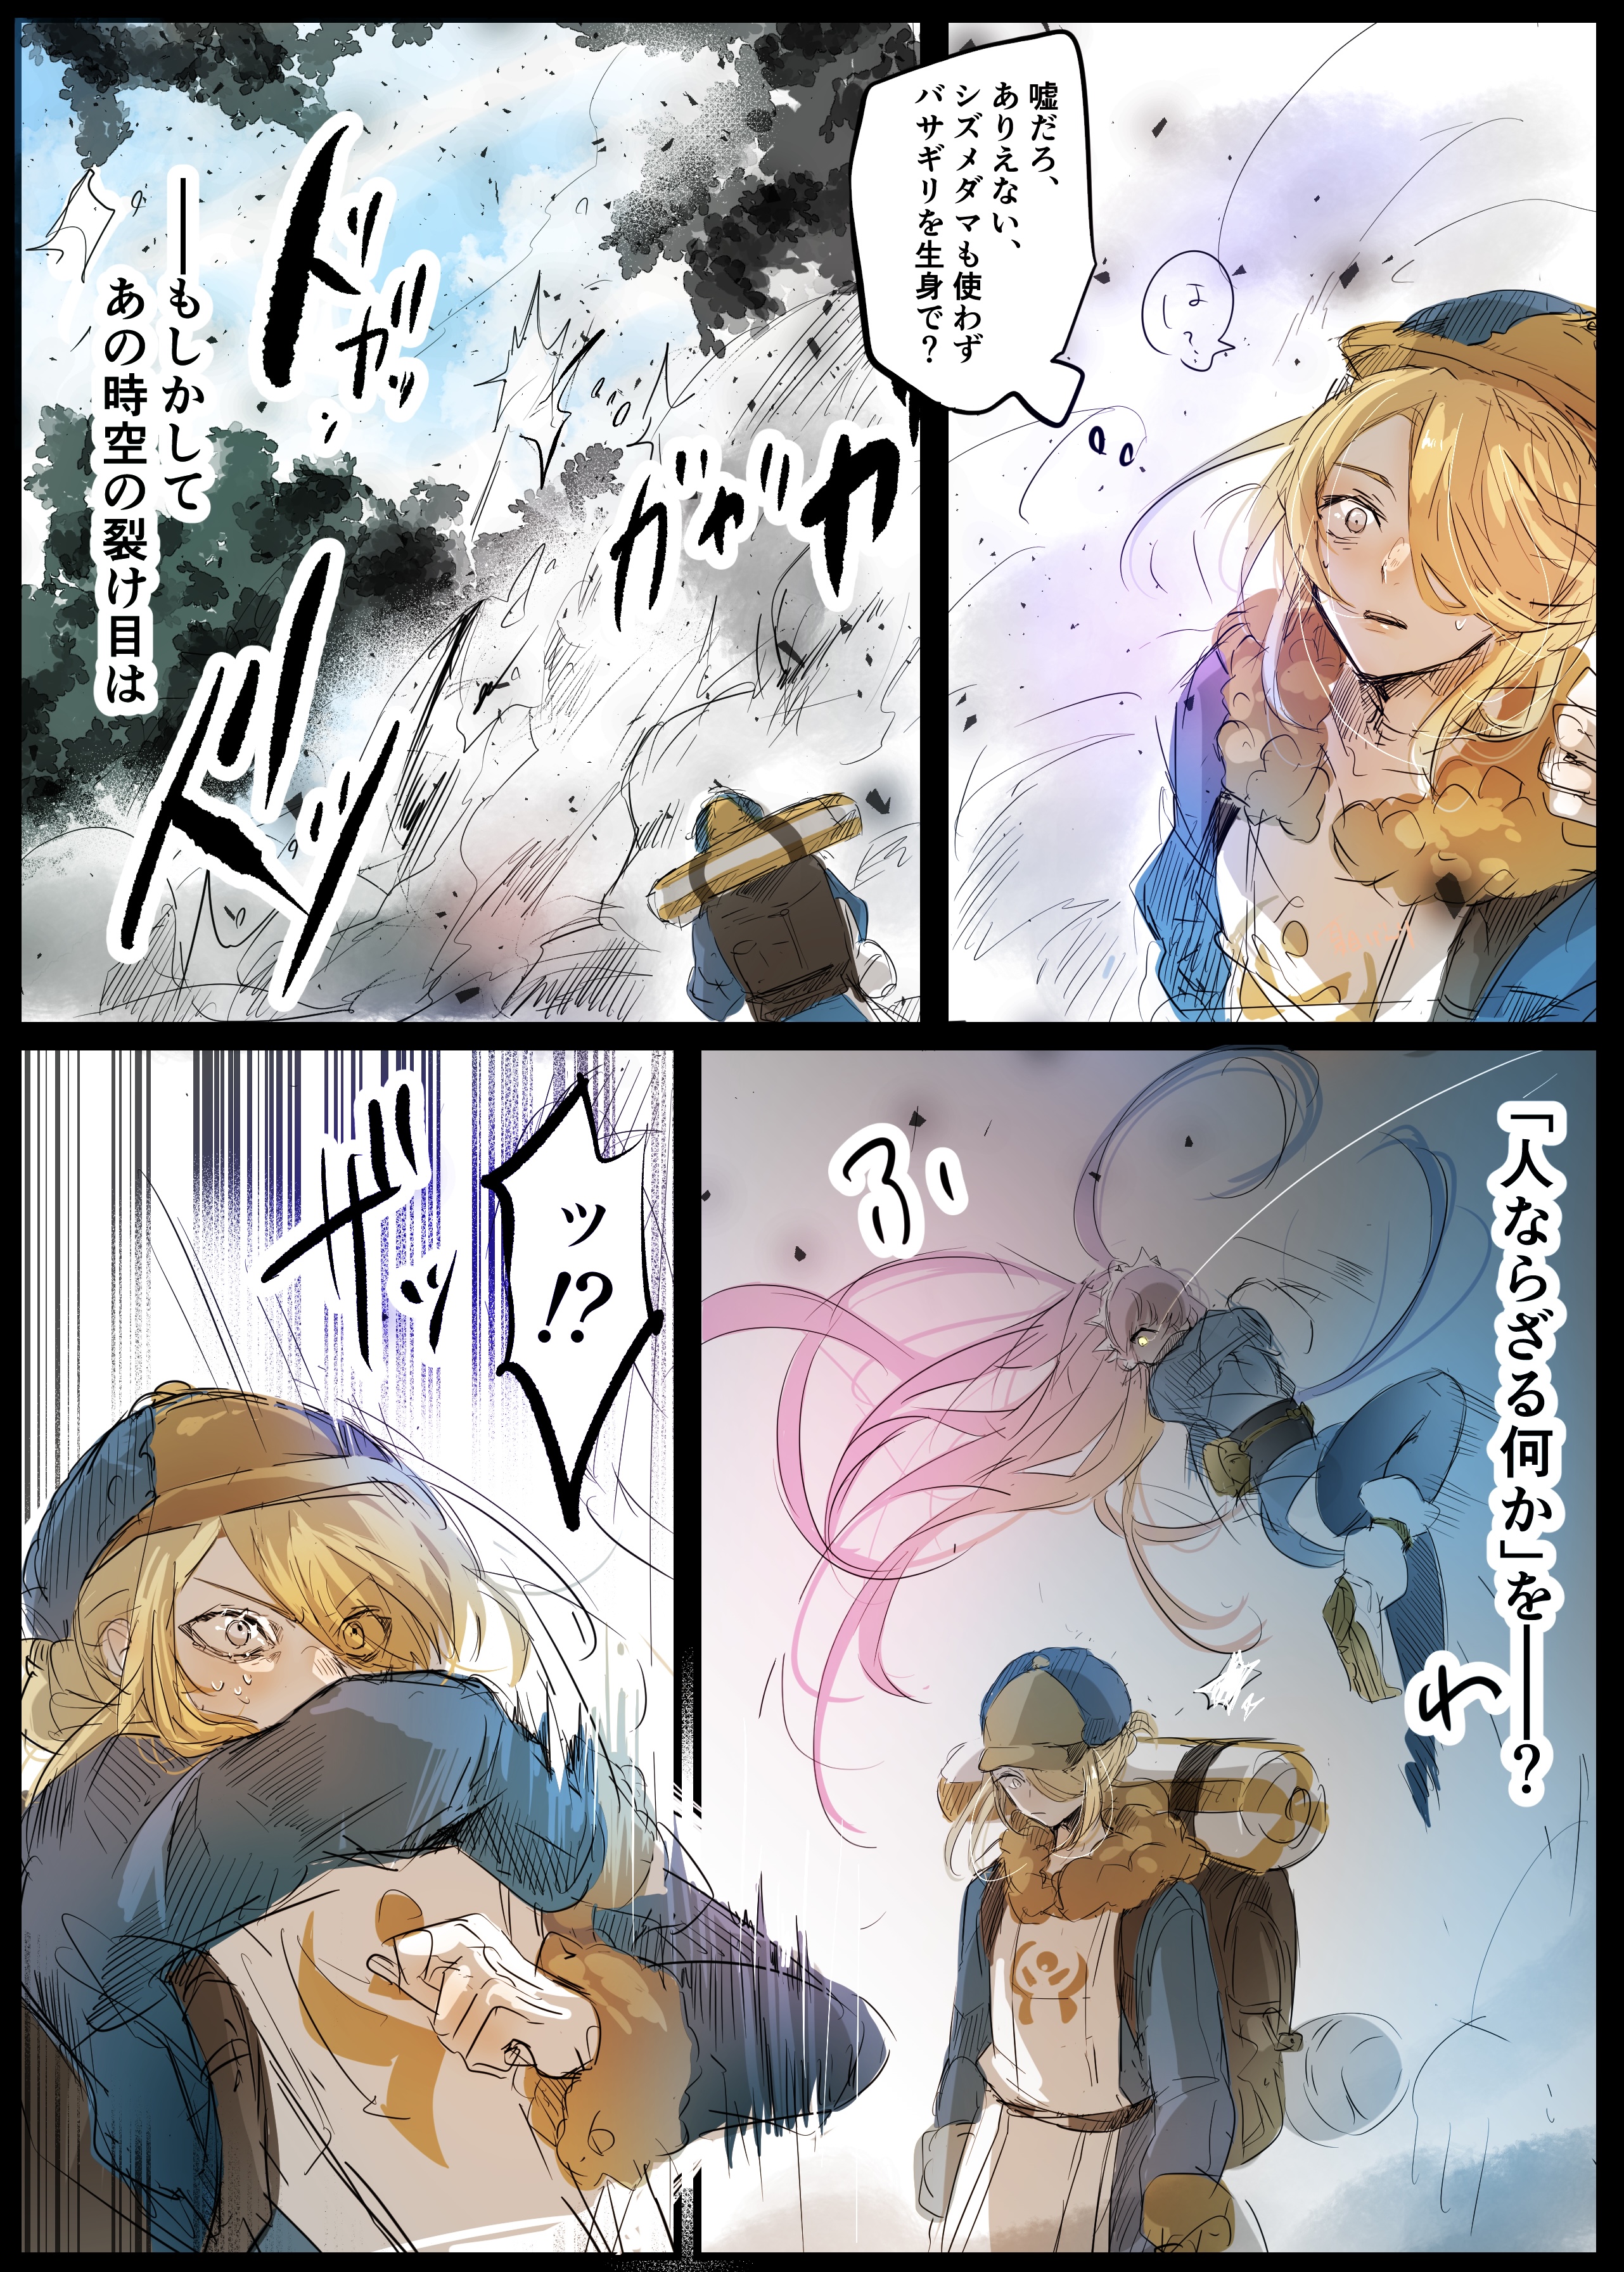 嘘だろ、
ありえない、
シズメダマも使わず
バサギリを生身で？
は？
ドガッ
ガギャ
ドドッ
――もしかして
あの時空の裂け目は
「人ならざる何か」を――？
ふ
わ
ッ!?
ザッ